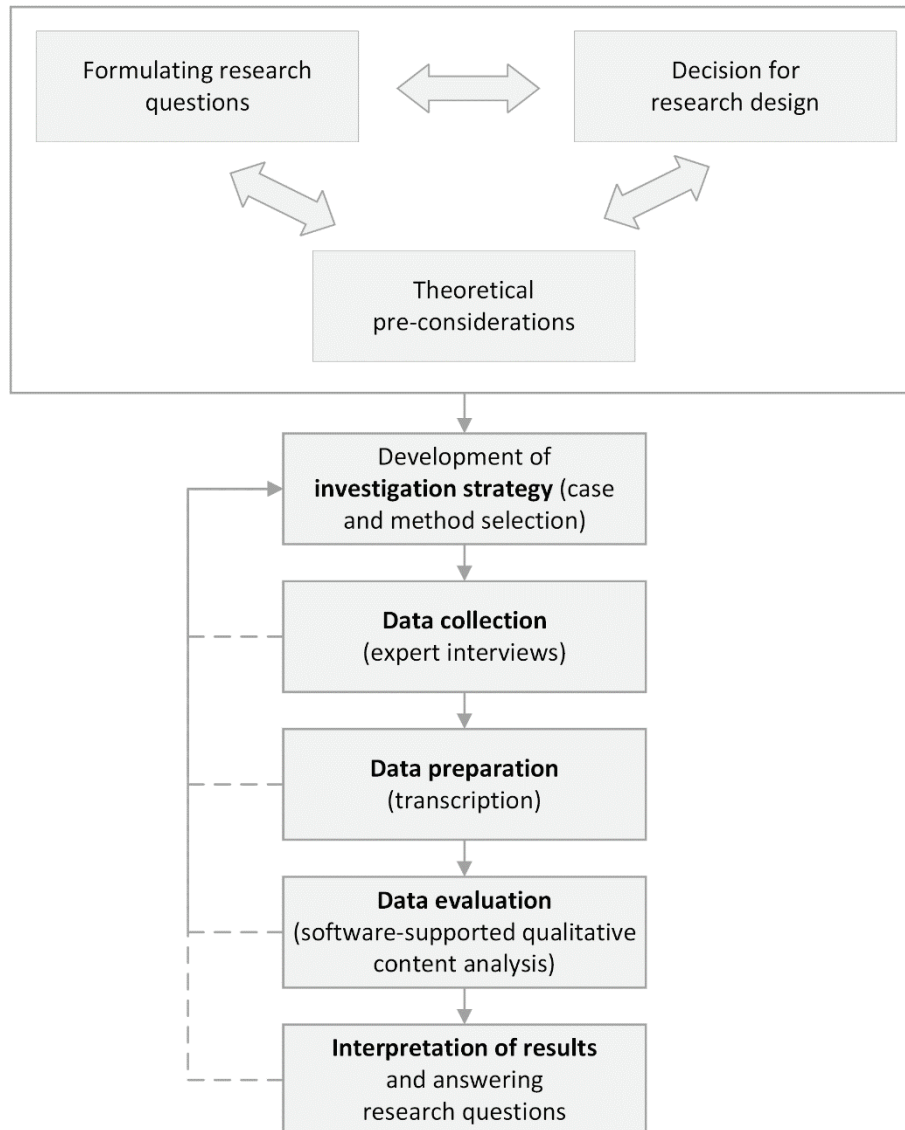 Formulating research
questions
Decision for
research design
Theoretical
pre-considerations
Development of
investigation strategy (case
and method selection)
Data collection
(expert interviews)
Data preparation
(transcription)
Data evaluation
(software-supported qualitative
content analysis)
Interpretation of results
and answering
research questions